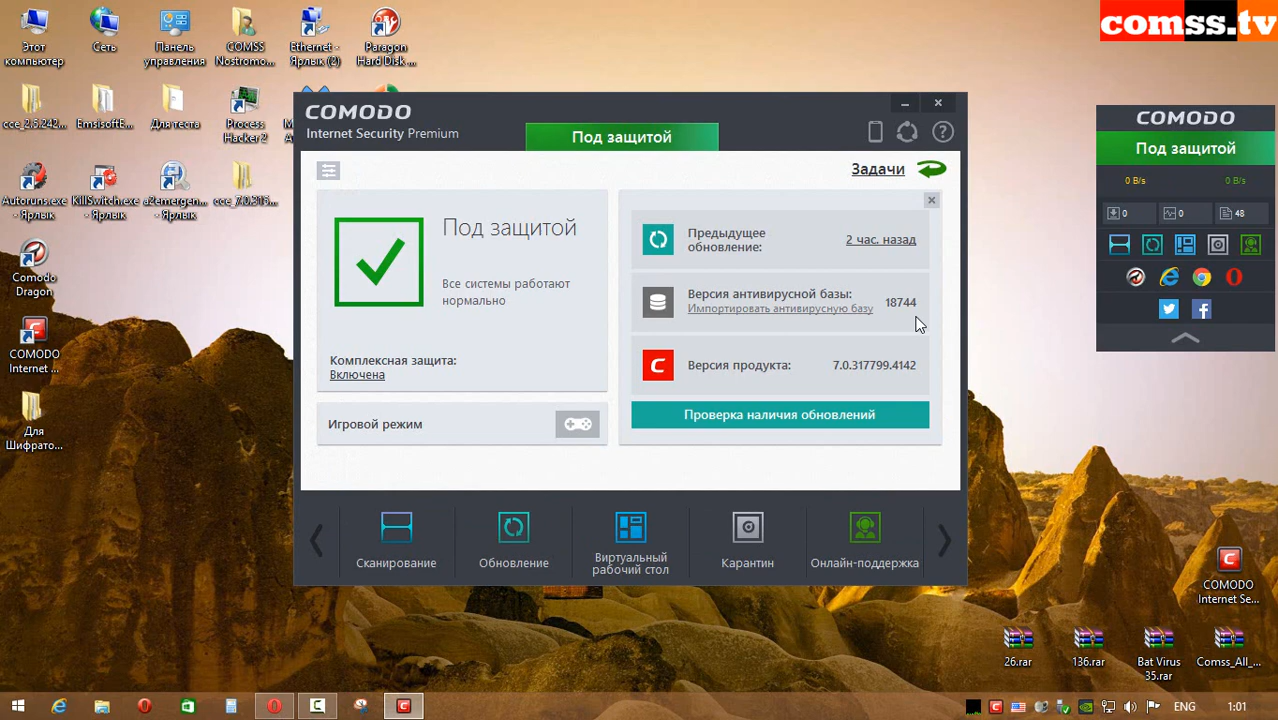 Этот
компьютер
Сеть
Панель
управления
COMSS
Nostromo...
Ethernet -
Ярлык (2)
Paragon
Hard Disk ...
comss.tv
cce_2.5.242...
EmsisoftE...
Для теста
Process
Hacker 2
Autoruns.exe
- Ярлык
KillSwitch.exe
- Ярлык
a2emergen...
- Ярлык
cce_7.0.313...
Comodo
Dragon
COMODO
Internet ...
Для
Шифрато...
COMODO
Internet Security Premium
Под защитой
Задачи
Под защитой
Все системы работают
нормально
Комплексная защита:
Включена
Игровой режим
Предыдущее
обновление:
2 час. назад
Версия антивирусной базы:
Импортировать антивирусную базу
18744
Версия продукта:
7.0.317799.4142
Проверка наличия обновлений
Сканирование
Обновление
Виртуальный
рабочий стол
Карантин
Онлайн-поддержка
COMODO
Под защитой
0 B/s
0 B/s
0
0
48
COMODO
Internet Se...
26.rar
136.rar
Bat Virus
35.rar
Comss_All_...
ENG
1:01